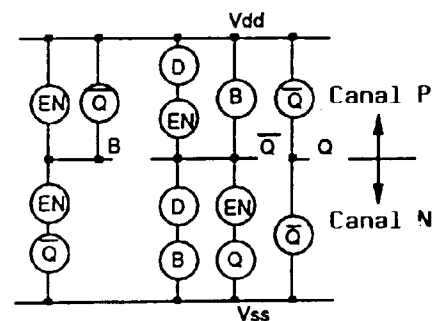 Vdd
EN Q̅ D B Q̅ Canal P
EN
B Q̅ Q
EN D EN Q̅ Canal N
Q̅ B Q
Vss